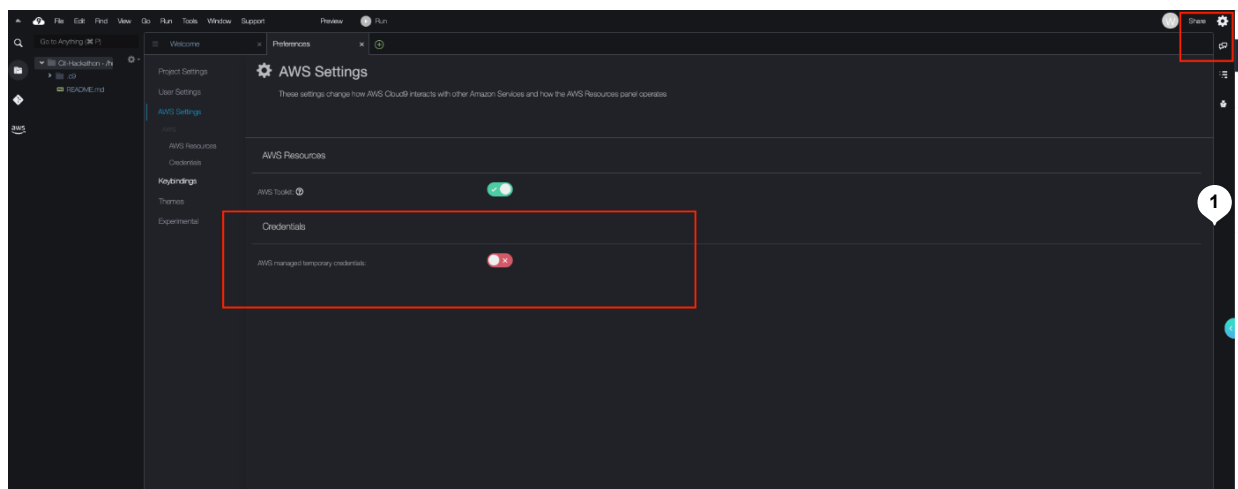 File Edit Find View Go Run Tools Window Support Preview Run W Share
Go to Anything (⌘ P)
Welcome
Preferences
.c9
README.md
aws
Project Settings
User Settings
AWS Settings
AWS
AWS Resources
Credentials
Keybindings
Themes
Experimental
AWS Settings
These settings change how AWS Cloud9 interacts with other Amazon Services and how the AWS Resources panel operates
AWS Resources
AWS Toolkit:
Credentials
AWS managed temporary credentials:
1